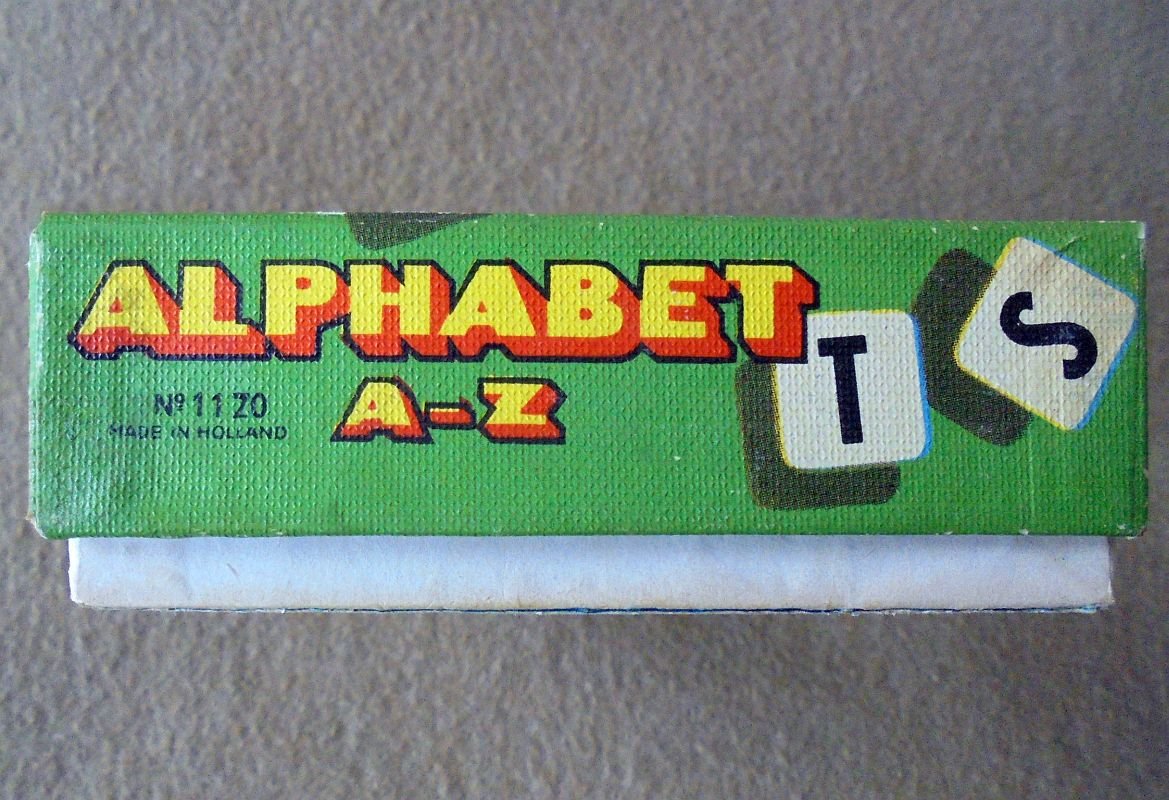 ALPHABET
A-Z
Nº 1120
MADE IN HOLLAND
T
S